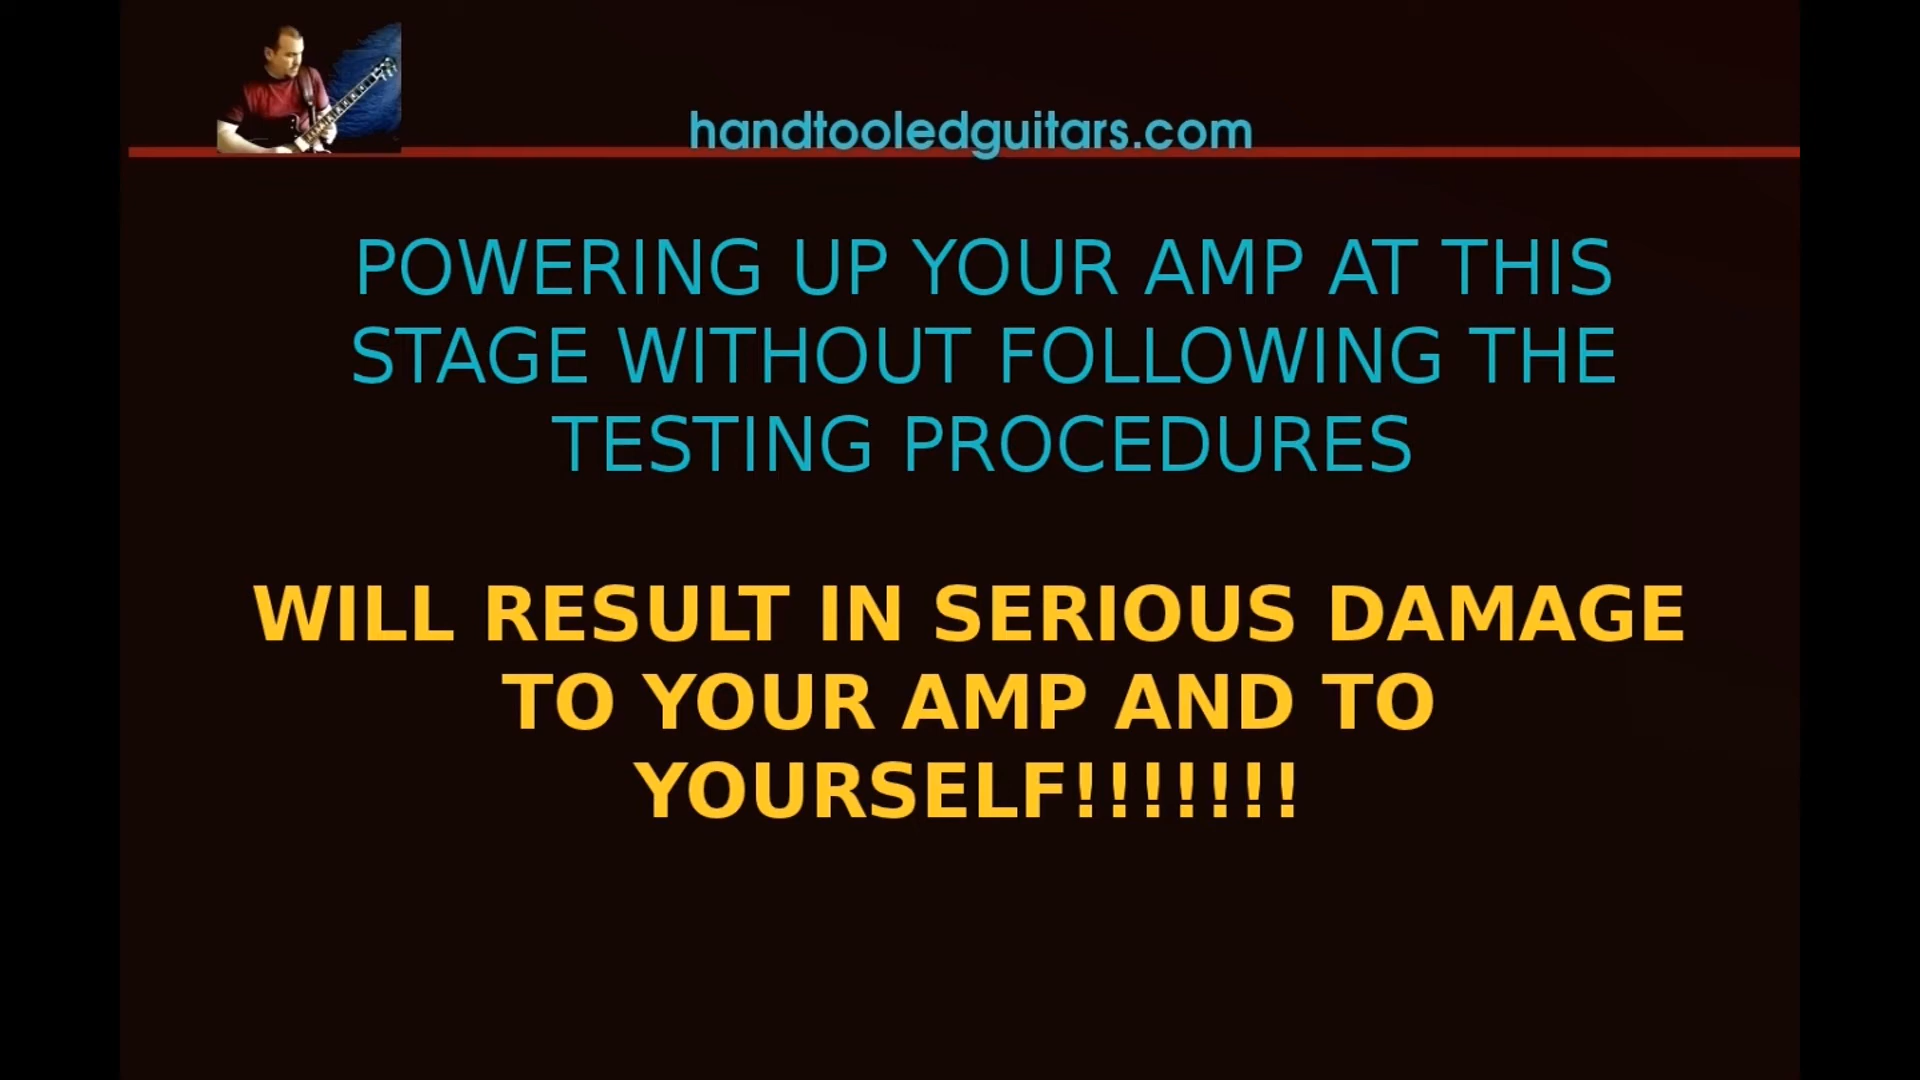 handtooledguitars.com
POWERING UP YOUR AMP AT THIS
STAGE WITHOUT FOLLOWING THE
TESTING PROCEDURES
WILL RESULT IN SERIOUS DAMAGE
TO YOUR AMP AND TO
YOURSELF!!!!!!!